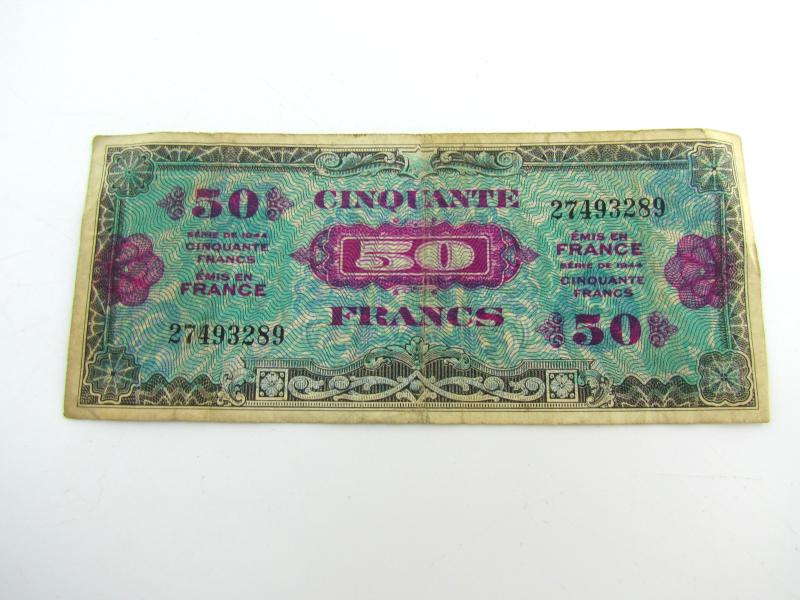 50
SÉRIE DE 1944
CINQUANTE
FRANCS
ÉMIS EN
FRANCE
27493289
CINQUANTE
50
FRANCS
27493289
ÉMIS EN
FRANCE
SÉRIE DE 1944
CINQUANTE
FRANCS
50